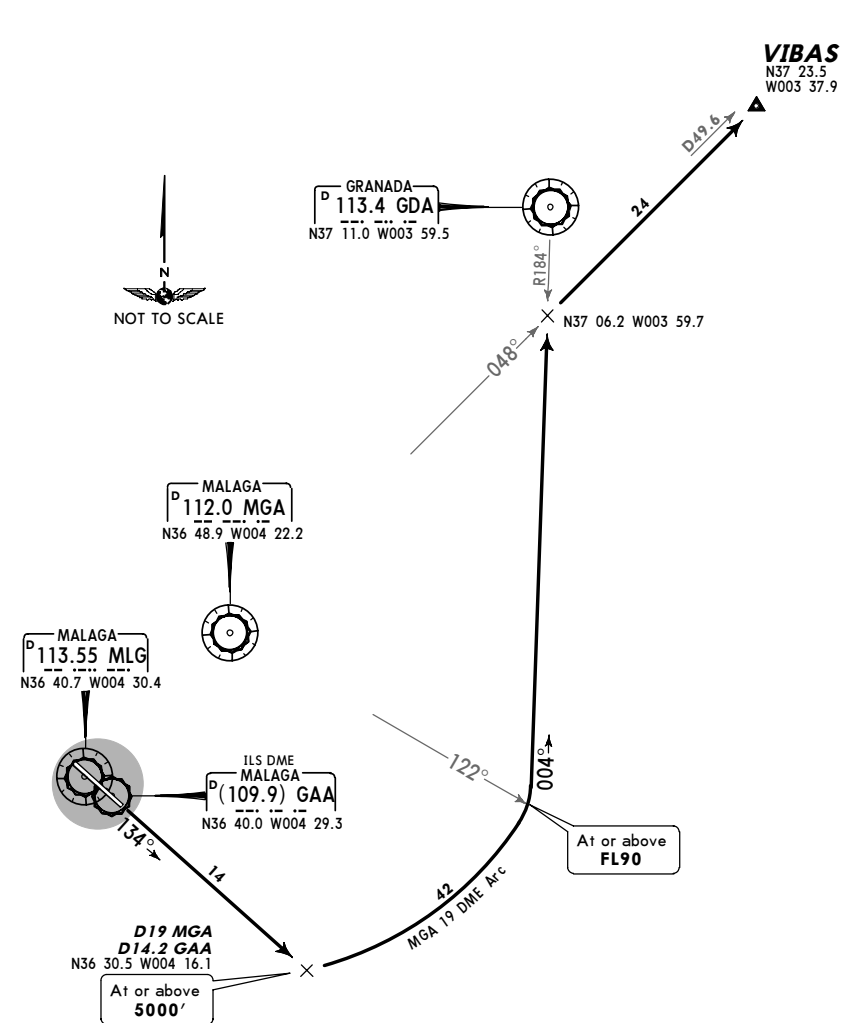 VIBAS
N37 23.5
W003 37.9
D49.6
24
GRANADA
D 113.4 GDA
N37 11.0 W003 59.5
R184°
N
NOT TO SCALE
N37 06.2 W003 59.7
048°
MALAGA
D 112.0 MGA
N36 48.9 W004 22.2
MALAGA
D 113.55 MLG
N36 40.7 W004 30.4
ILS DME
MALAGA
D (109.9) GAA
N36 40.0 W004 29.3
122°
004°
134°
14
At or above
FL90
42
MGA 19 DME Arc
D19 MGA
D14.2 GAA
N36 30.5 W004 16.1
At or above
5000'